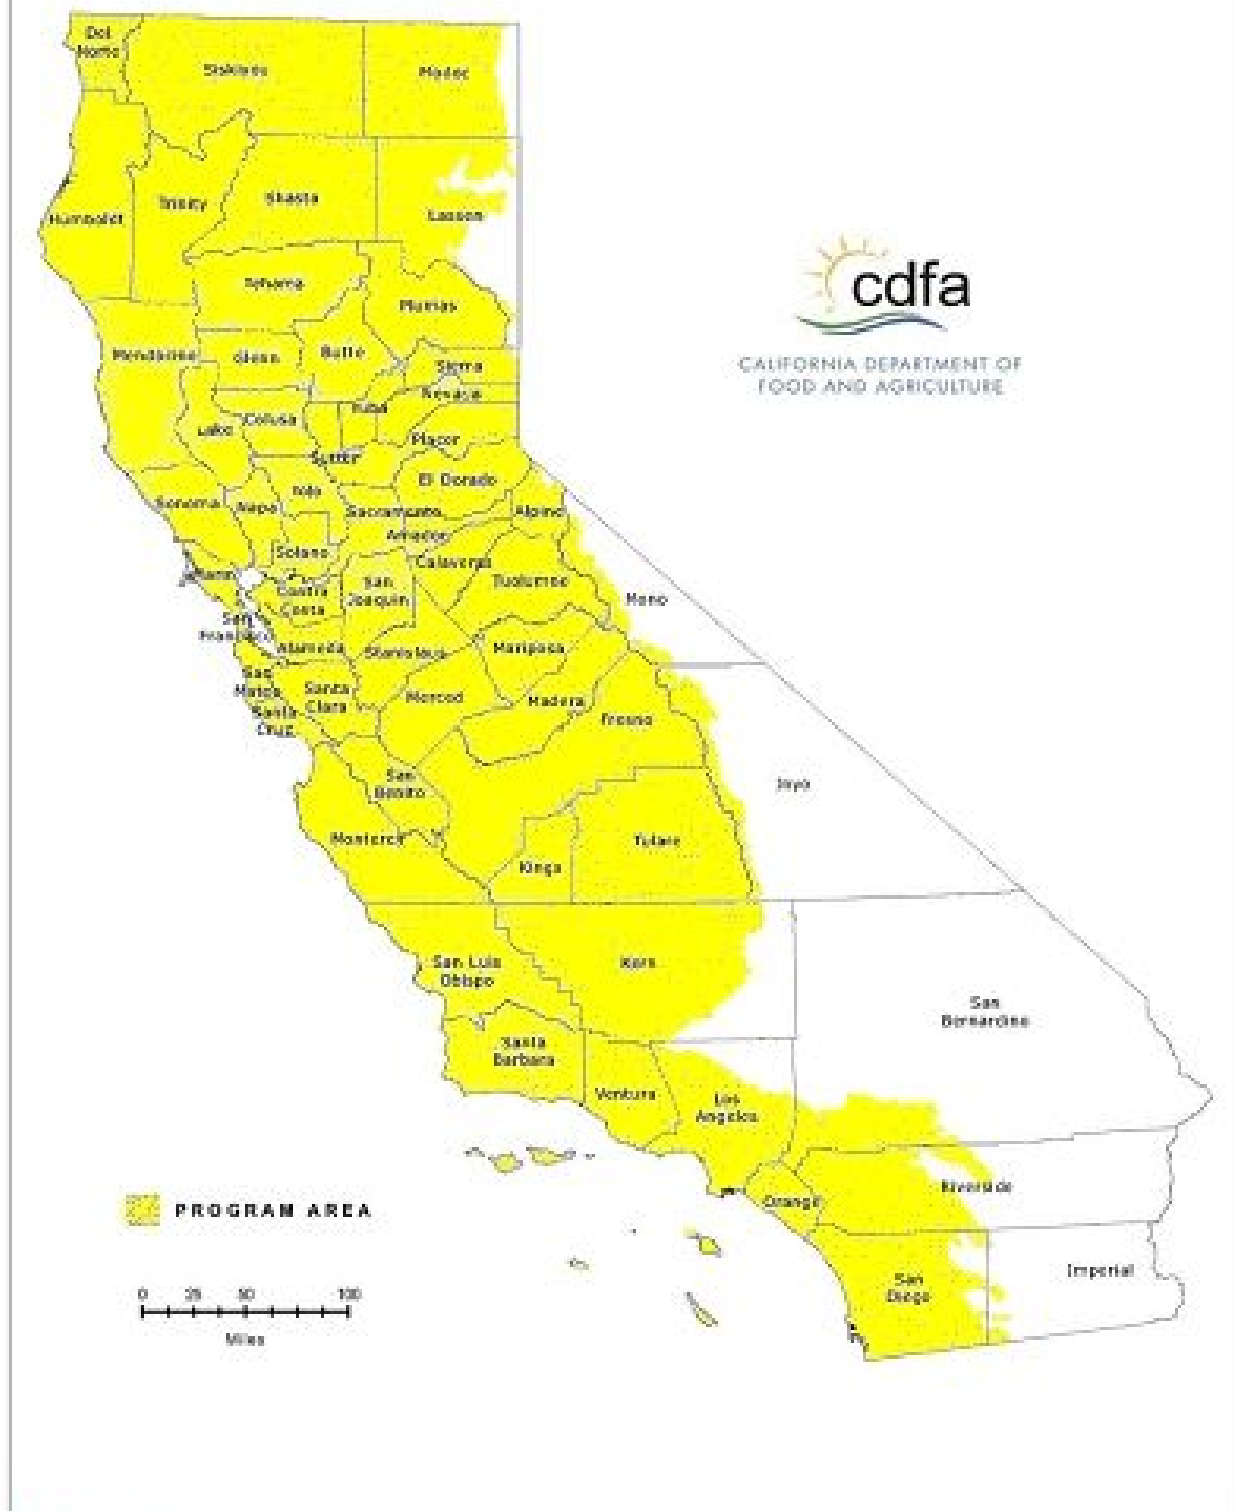 Del
Norte
Siskiyou
Modoc
Humboldt
Trinity
Shasta
Lassen
Tehama
Plumas
Mendocino
Glenn
Butte
Sierra
Nevada
Yuba
Colusa
Lake
Placer
Sutter
El Dorado
Yolo
Sonoma
Napa
Sacramento
Alpine
Amador
Solano
Calaveras
Marin
Contra
Costa
San
Joaquin
Tuolumne
Mono
San
Francisco
Alameda
Stanislaus
Mariposa
San
Mateo
Santa
Clara
Merced
Madera
Santa
Cruz
Fresno
San
Benito
Inyo
Monterey
Kings
Tulare
San Luis
Obispo
Kern
San
Bernardino
Santa
Barbara
Ventura
Los
Angeles
Riverside
Orange
San
Diego
Imperial
cdfa
CALIFORNIA DEPARTMENT OF
FOOD AND AGRICULTURE
PROGRAM AREA
0 25 50 100
Miles